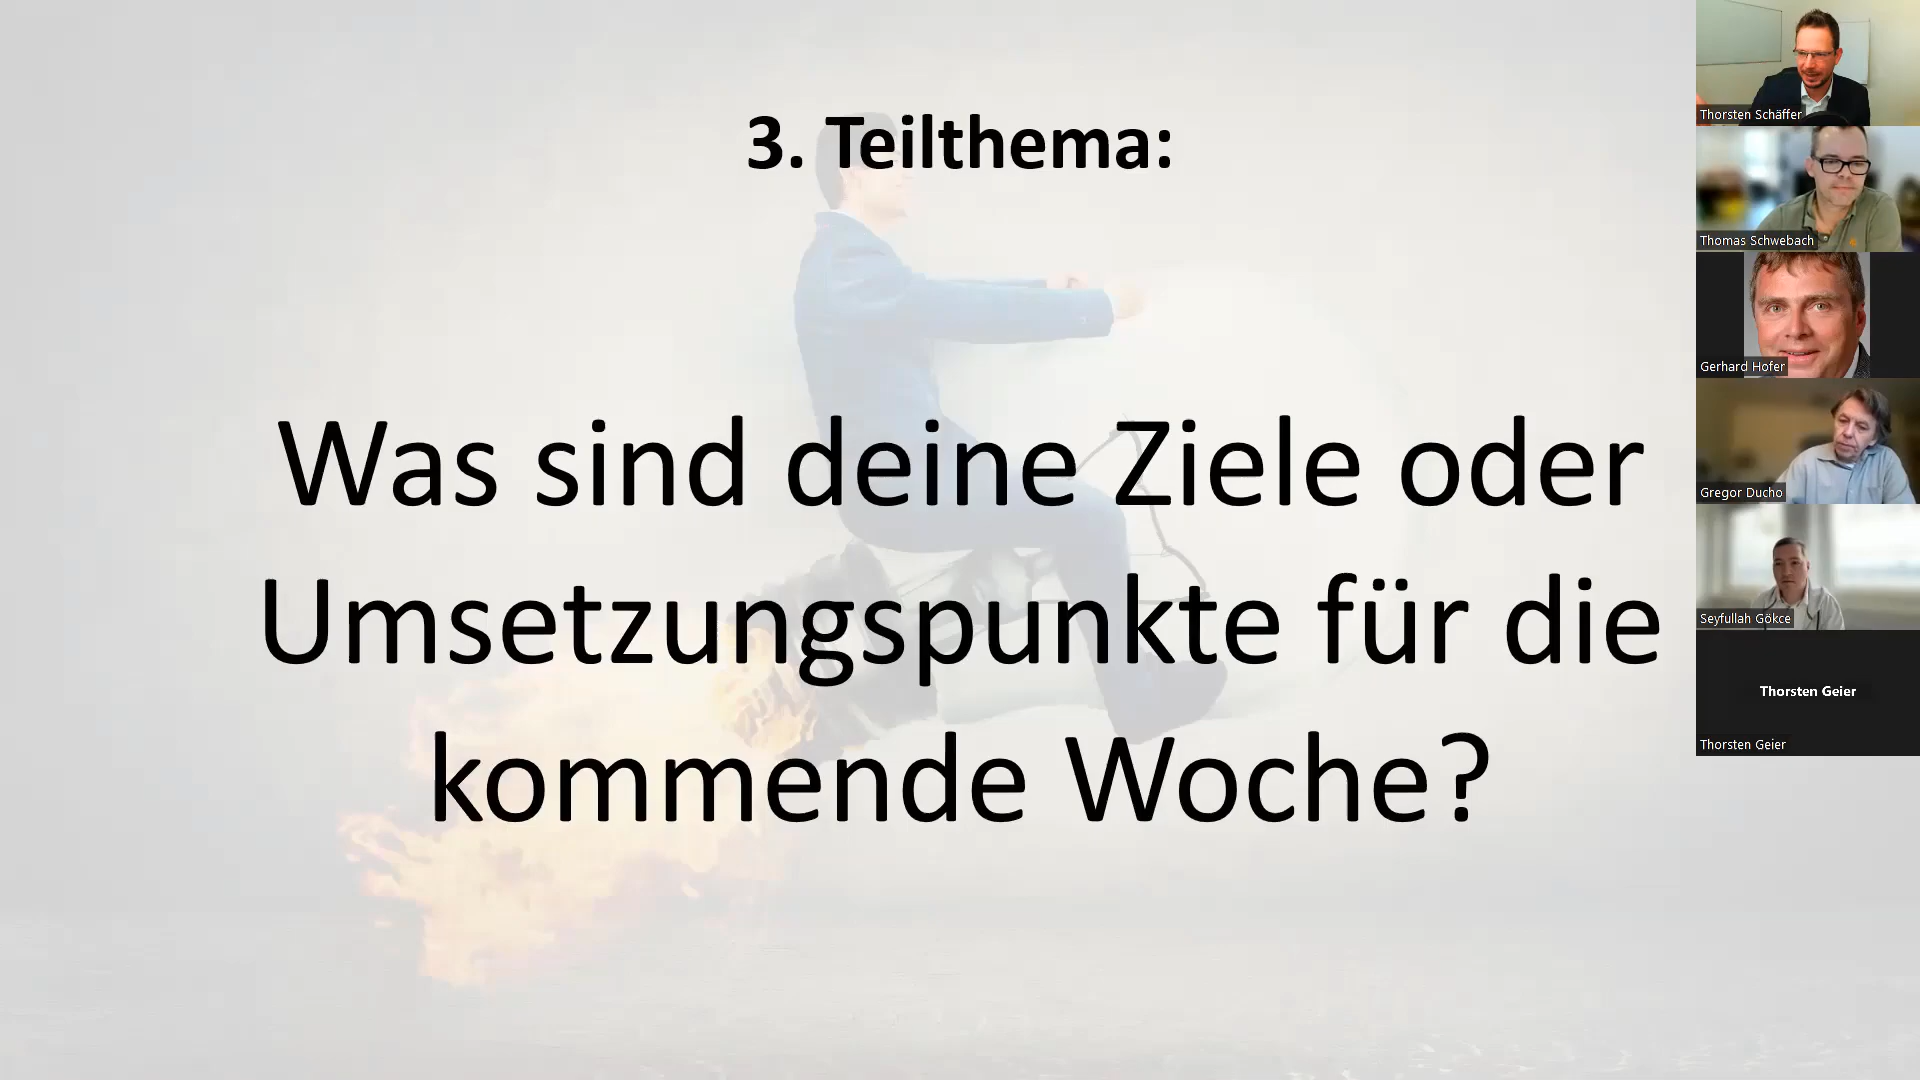 3. Teilthema:
Was sind deine Ziele oder
Umsetzungspunkte für die
kommende Woche?
Thorsten Schäffer
Thomas Schwebach
Gerhard Hofer
Gregor Ducho
Seyfullah Gökce
Thorsten Geier
Thorsten Geier